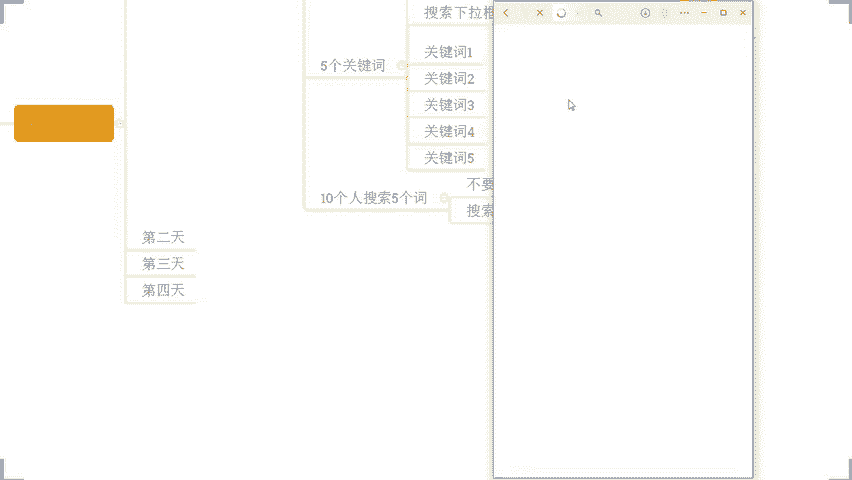 搜索下拉框
关键词1
5个关键词
关键词2
关键词3
关键词4
关键词5
不要
10个人搜索5个词
搜索
第二天
第三天
第四天